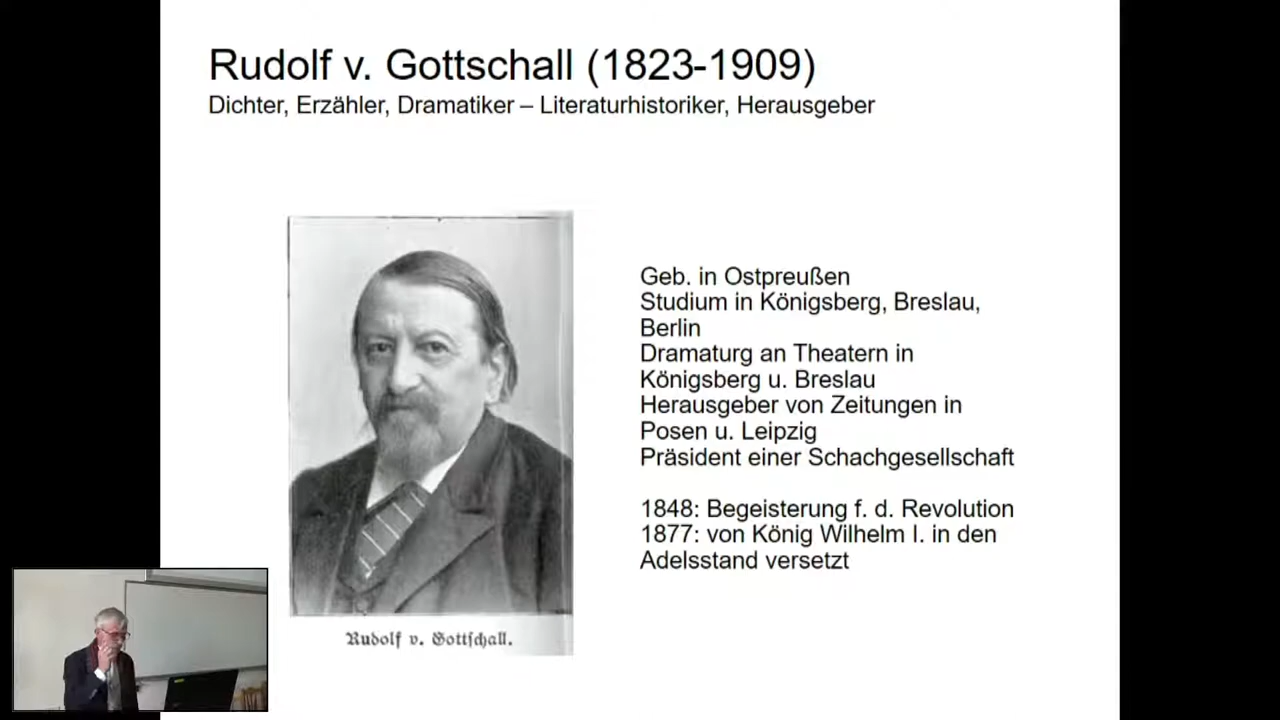 Rudolf v. Gottschall (1823-1909)
Dichter, Erzähler, Dramatiker – Literaturhistoriker, Herausgeber
Geb. in Ostpreußen
Studium in Königsberg, Breslau,
Berlin
Dramaturg an Theatern in
Königsberg u. Breslau
Herausgeber von Zeitungen in
Posen u. Leipzig
Präsident einer Schachgesellschaft
1848: Begeisterung f. d. Revolution
1877: von König Wilhelm I. in den
Adelsstand versetzt
Rudolf v. Gottschall.